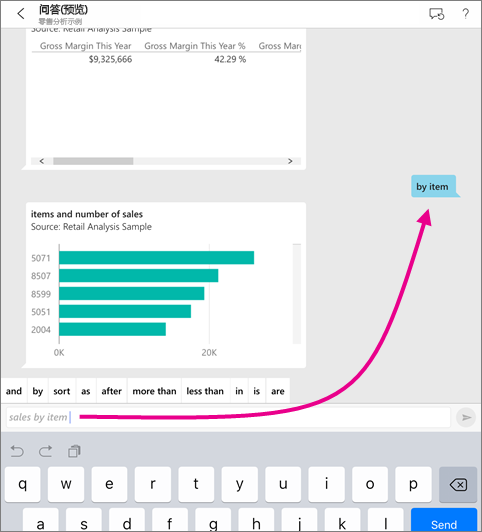 问答(预览)
零售分析示例
?
Source: Retail Analysis Sample
Gross Margin This Year Gross Margin This Year % Gross Mar
$9,325,666 42.29 %
by item
items and number of sales
Source: Retail Analysis Sample
5071
8507
8599
5051
2004
0K 20K
and by sort as after more than less than in is are
sales by item
q w e r t y u i o p
a s d f g h j k l Send